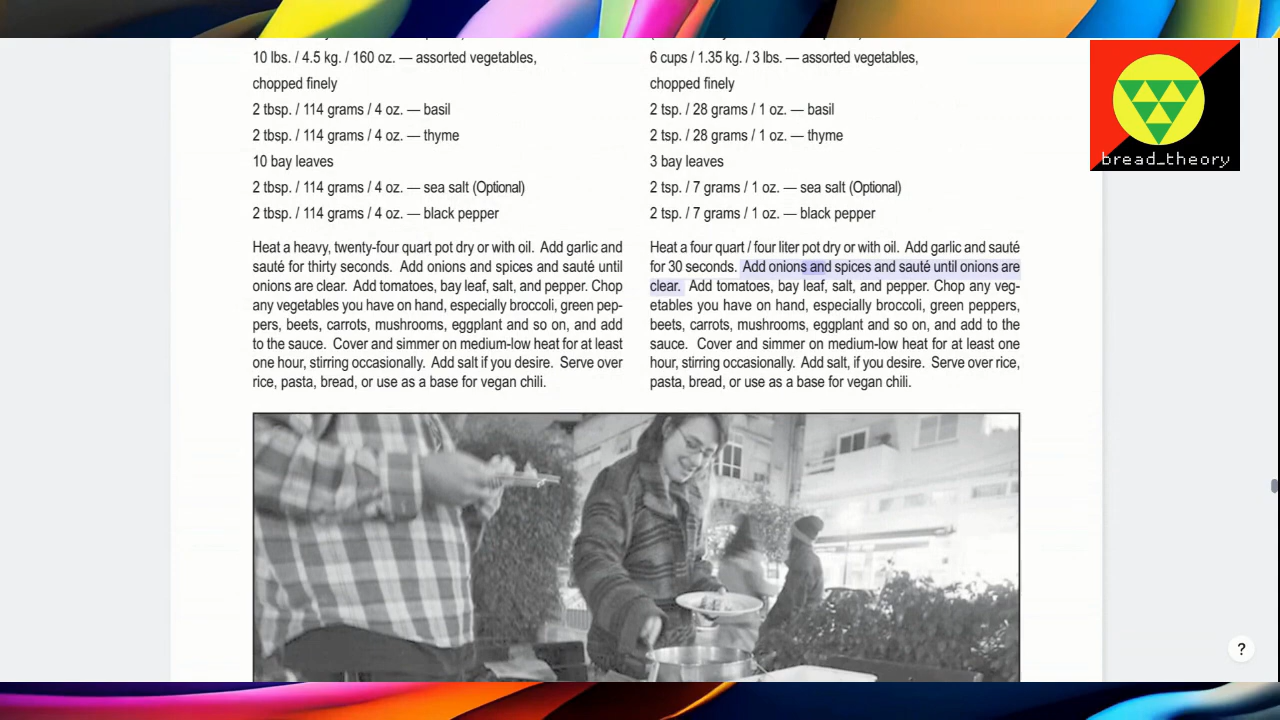 10 lbs. / 4.5 kg. / 160 oz. — assorted vegetables,
chopped finely
2 tbsp. / 114 grams / 4 oz. — basil
2 tbsp. / 114 grams / 4 oz. — thyme
10 bay leaves
2 tbsp. / 114 grams / 4 oz. — sea salt (Optional)
2 tbsp. / 114 grams / 4 oz. — black pepper
Heat a heavy, twenty-four quart pot dry or with oil. Add garlic and
sauté for thirty seconds. Add onions and spices and sauté until
onions are clear. Add tomatoes, bay leaf, salt, and pepper. Chop
any vegetables you have on hand, especially broccoli, green pep-
pers, beets, carrots, mushrooms, eggplant and so on, and add
to the sauce. Cover and simmer on medium-low heat for at least
one hour, stirring occasionally. Add salt if you desire. Serve over
rice, pasta, bread, or use as a base for vegan chili.
6 cups / 1.35 kg. / 3 lbs. — assorted vegetables,
chopped finely
2 tsp. / 28 grams / 1 oz. — basil
2 tsp. / 28 grams / 1 oz. — thyme
3 bay leaves
2 tsp. / 7 grams / 1 oz. — sea salt (Optional)
2 tsp. / 7 grams / 1 oz. — black pepper
Heat a four quart / four liter pot dry or with oil. Add garlic and sauté
for 30 seconds. Add onions and spices and sauté until onions are
clear. Add tomatoes, bay leaf, salt, and pepper. Chop any veg-
etables you have on hand, especially broccoli, green peppers,
beets, carrots, mushrooms, eggplant and so on, and add to the
sauce. Cover and simmer on medium-low heat for at least one
hour, stirring occasionally. Add salt, if you desire. Serve over rice,
pasta, bread, or use as a base for vegan chili.
bread_theory
?